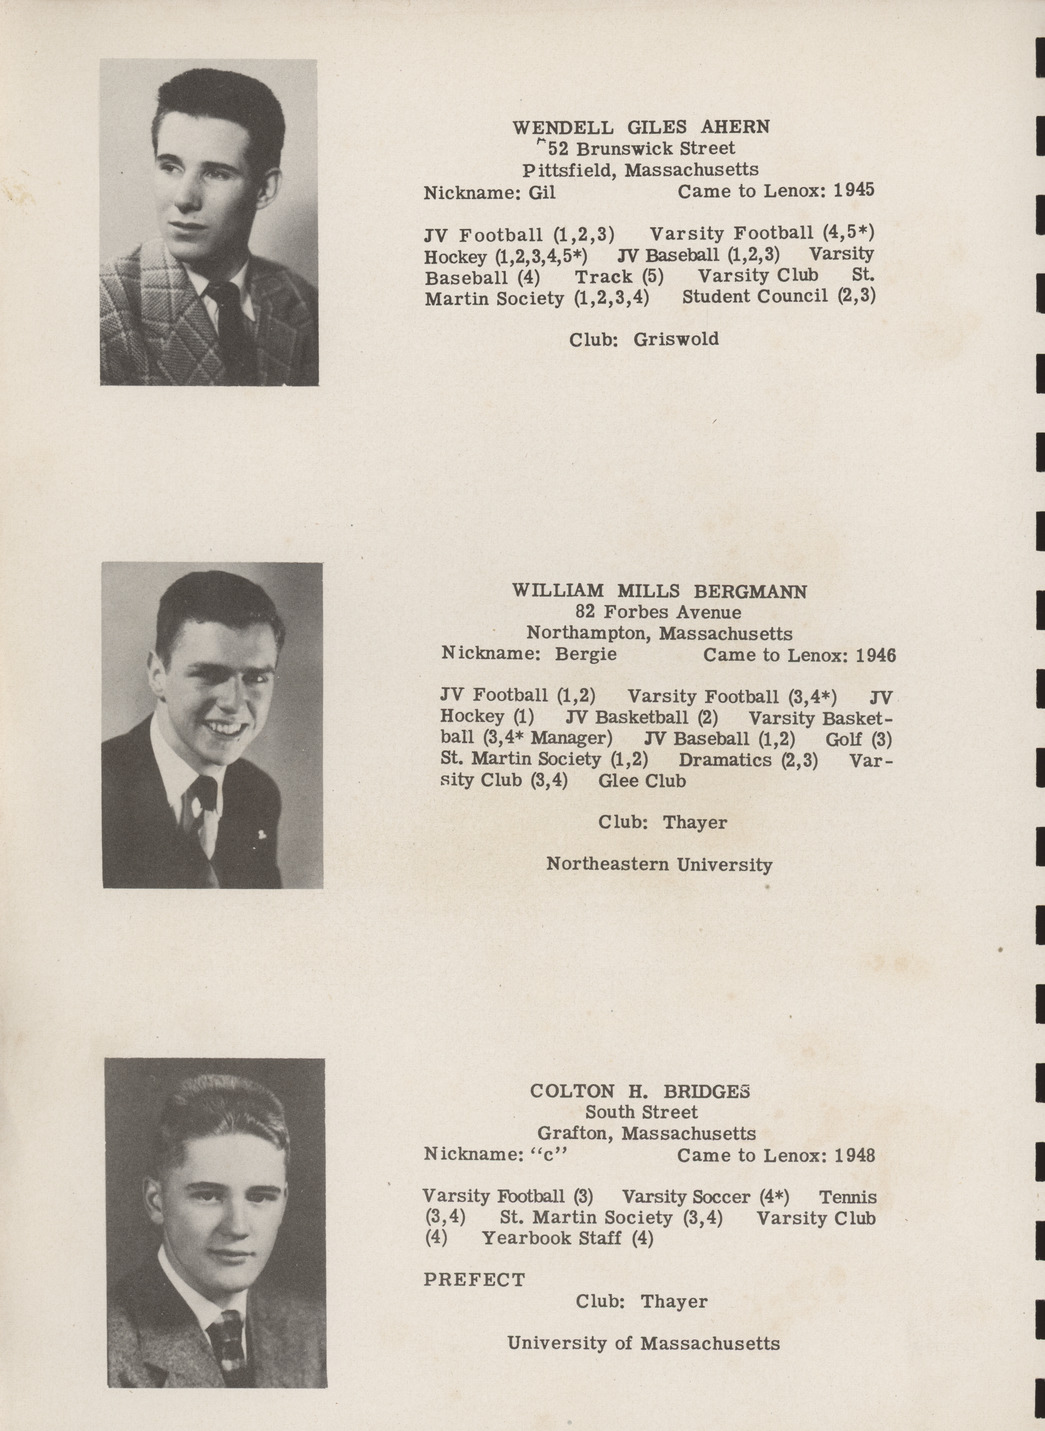 WENDELL GILES AHERN
52 Brunswick Street
Pittsfield, Massachusetts
Nickname: Gil Came to Lenox: 1945
JV Football (1,2,3) Varsity Football (4,5*)
Hockey (1,2,3,4,5*) JV Baseball (1,2,3) Varsity
Baseball (4) Track (5) Varsity Club St.
Martin Society (1,2,3,4) Student Council (2,3)
Club: Griswold
WILLIAM MILLS BERGMANN
82 Forbes Avenue
Northampton, Massachusetts
Nickname: Bergie Came to Lenox: 1946
JV Football (1,2) Varsity Football (3,4*) JV
Hockey (1) JV Basketball (2) Varsity Basket-
ball (3,4* Manager) JV Baseball (1,2) Golf (3)
St. Martin Society (1,2) Dramatics (2,3) Var-
sity Club (3,4) Glee Club
Club: Thayer
Northeastern University
COLTON H. BRIDGES
South Street
Grafton, Massachusetts
Nickname: “c” Came to Lenox: 1948
Varsity Football (3) Varsity Soccer (4*) Tennis
(3,4) St. Martin Society (3,4) Varsity Club
(4) Yearbook Staff (4)
PREFECT
Club: Thayer
University of Massachusetts